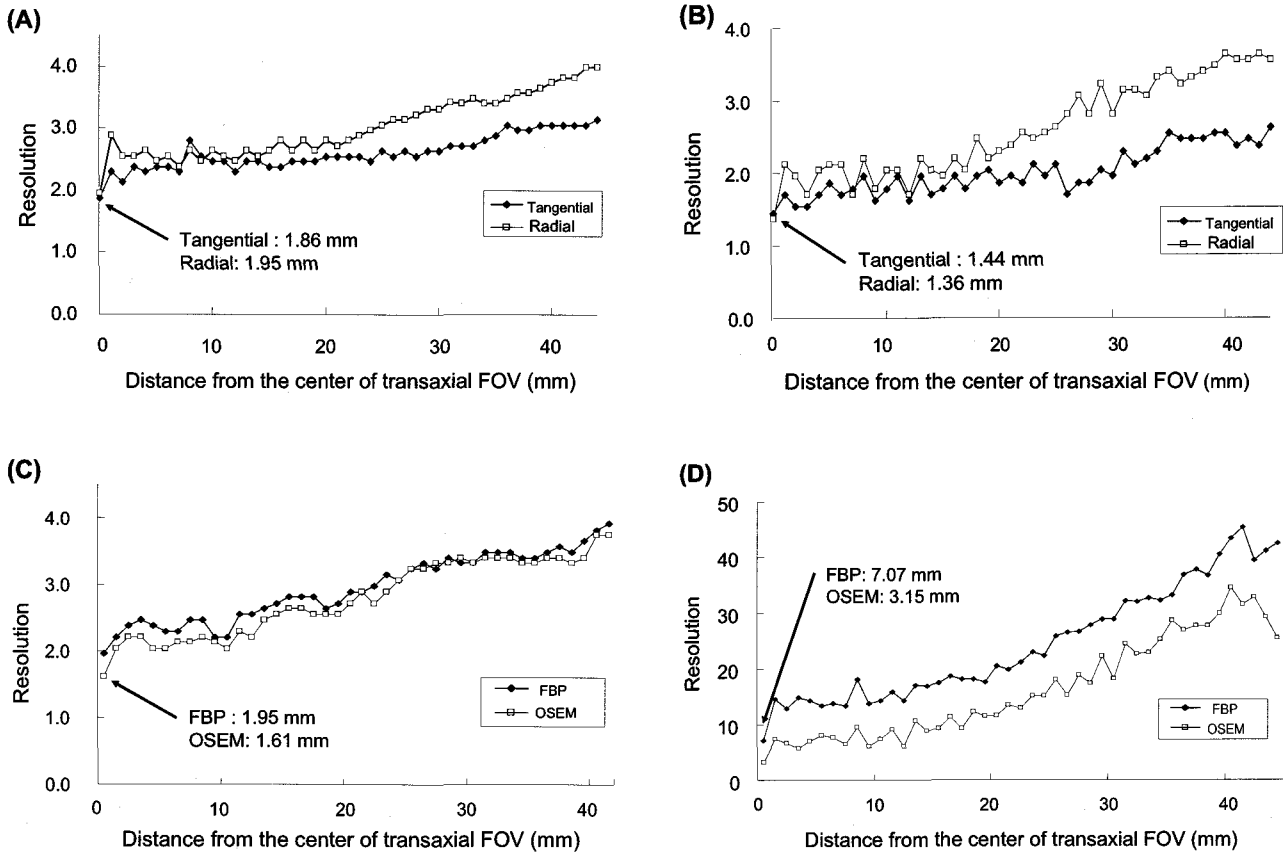 (A)
4.0
3.0
2.0
1.0
0.0
Resolution
Tangential
Radial
Tangential : 1.86 mm
Radial: 1.95 mm
0 10 20 30 40
Distance from the center of transaxial FOV (mm)
(B)
4.0
3.0
2.0
1.0
0.0
Resolution
Tangential
Radial
Tangential : 1.44 mm
Radial: 1.36 mm
0 10 20 30 40
Distance from the center of transaxial FOV (mm)
(C)
4.0
3.0
2.0
1.0
0.0
Resolution
FBP
OSEM
FBP : 1.95 mm
OSEM: 1.61 mm
0 10 20 30 40
Distance from the center of transaxial FOV (mm)
(D)
50
40
30
20
10
0
Resolution
FBP: 7.07 mm
OSEM: 3.15 mm
FBP
OSEM
0 10 20 30 40
Distance from the center of transaxial FOV (mm)